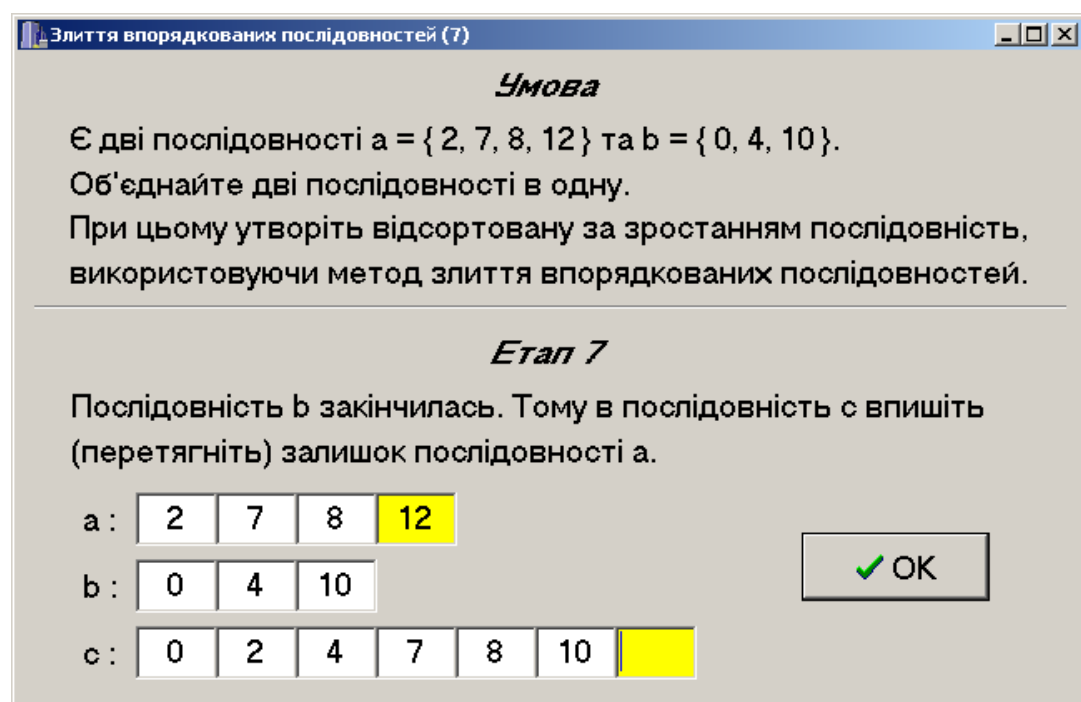 Злиття впорядкованих послідовностей (7)
Умова
Є дві послідовності a = { 2, 7, 8, 12 } та b = { 0, 4, 10 }.
Об'єднайте дві послідовності в одну.
При цьому утворіть відсортовану за зростанням послідовність,
використовуючи метод злиття впорядкованих послідовностей.
Етап 7
Послідовність b закінчилась. Тому в послідовність c впишіть
(перетягніть) залишок послідовності a.
a : 2 7 8 12
OK
b : 0 4 10
c : 0 2 4 7 8 10